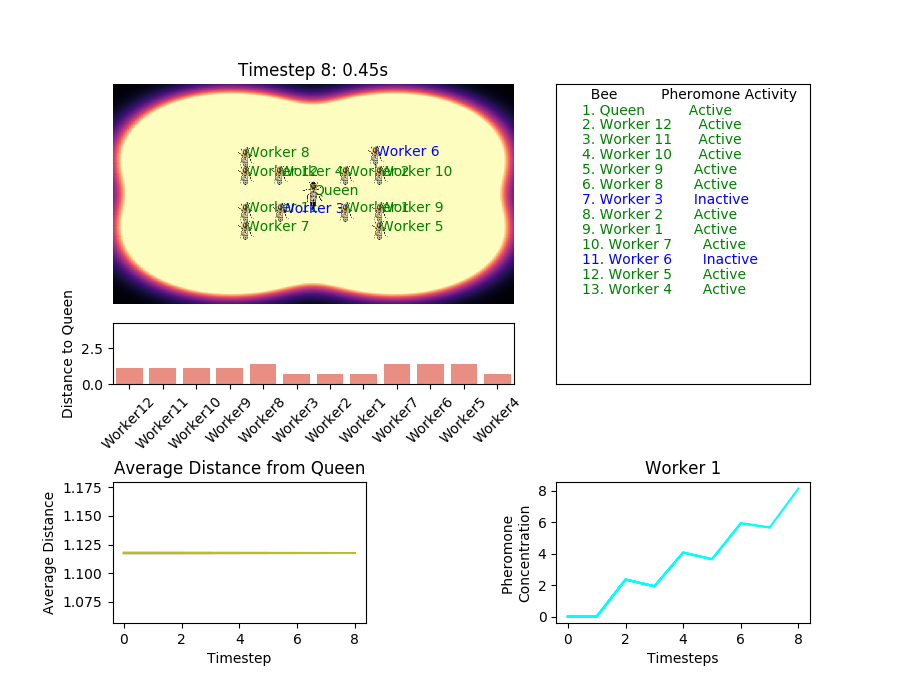 Timestep 8: 0.45s
Worker 8
Worker 6
Worker 12
Worker 4
Worker 2
Worker 10
Queen
Worker 3
Worker 1
Worker 9
Worker 7
Worker 5
Bee Pheromone Activity
1. Queen Active
2. Worker 12 Active
3. Worker 11 Active
4. Worker 10 Active
5. Worker 9 Active
6. Worker 8 Active
7. Worker 3 Inactive
8. Worker 2 Active
9. Worker 1 Active
10. Worker 7 Active
11. Worker 6 Inactive
12. Worker 5 Active
13. Worker 4 Active
Distance to Queen
2.5
0.0
Worker12
Worker11
Worker10
Worker9
Worker8
Worker3
Worker2
Worker1
Worker7
Worker6
Worker5
Worker4
Average Distance from Queen
Average Distance
1.175
1.150
1.125
1.100
1.075
0 2 4 6 8
Timestep
Worker 1
Pheromone
Concentration
8
6
4
2
0
0 2 4 6 8
Timesteps